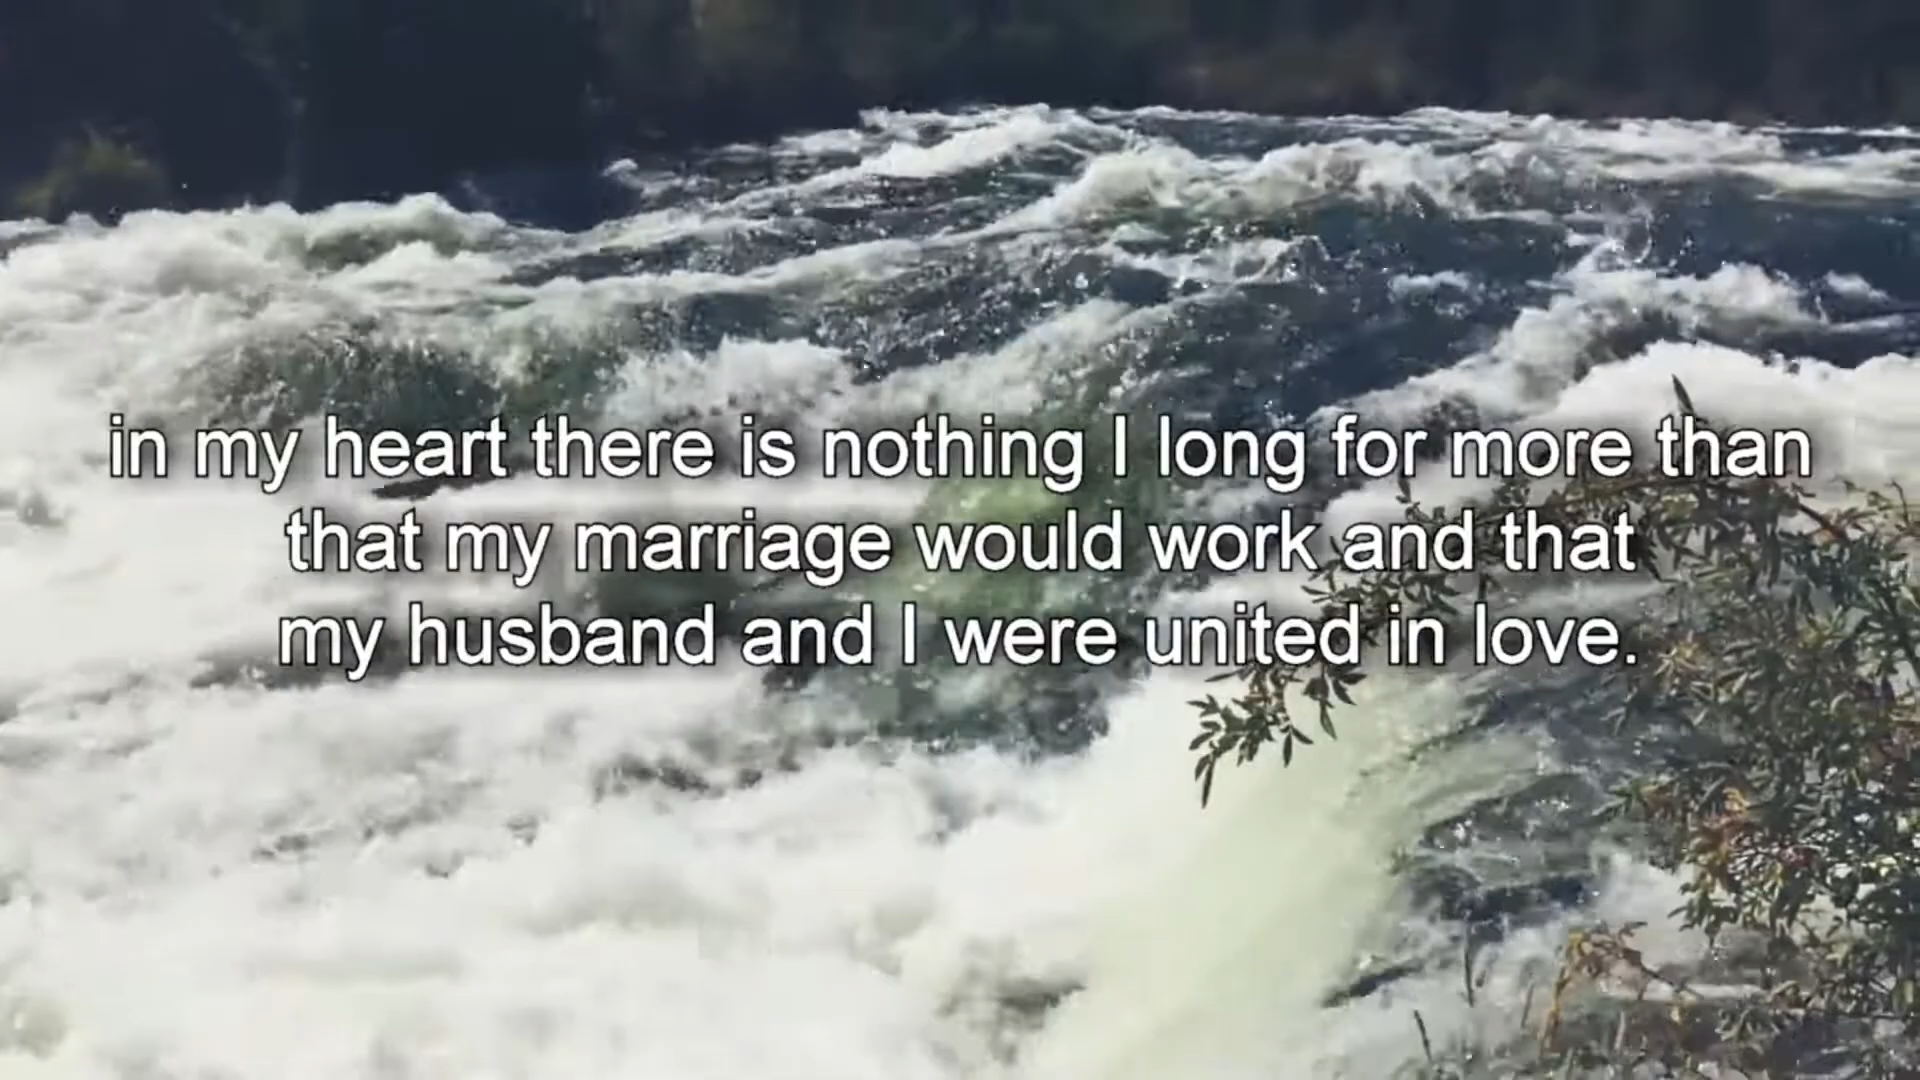 in my heart there is nothing I long for more than
that my marriage would work and that
my husband and I were united in love.